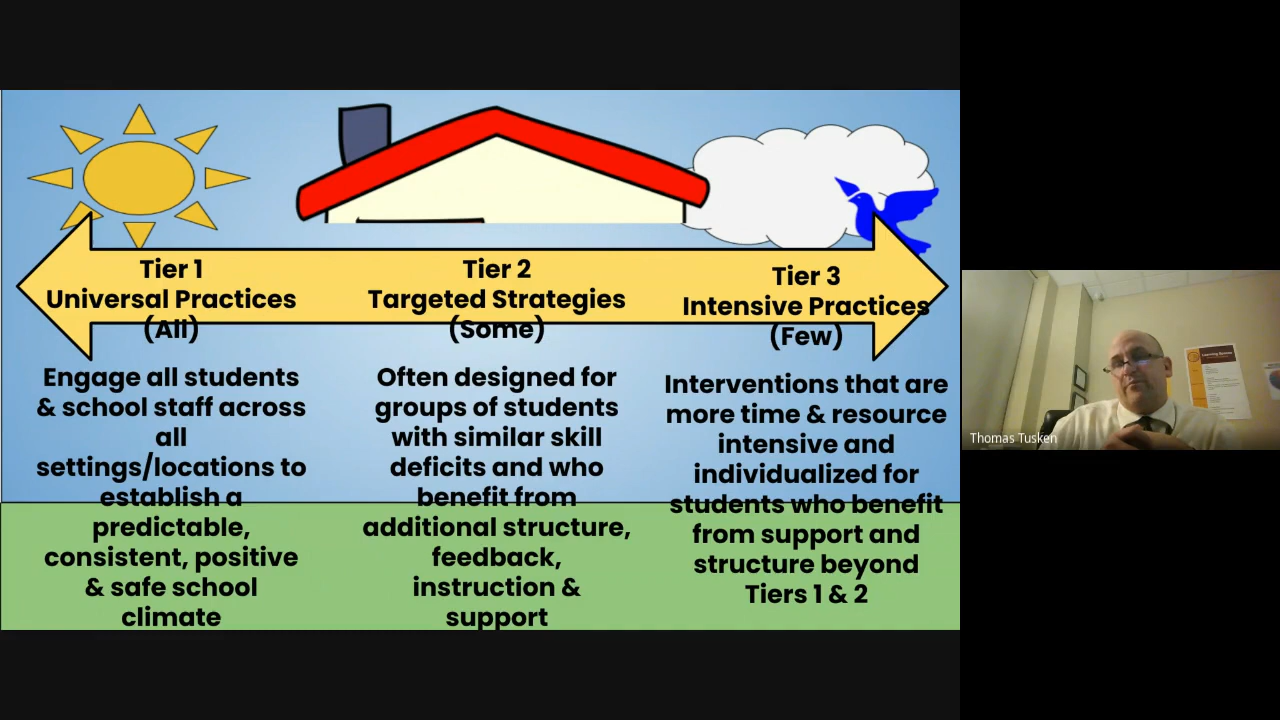 Tier 1
Universal Practices
(All)
Engage all students
& school staff across
all
settings/locations to
establish a
predictable,
consistent, positive
& safe school
climate
Tier 2
Targeted Strategies
(Some)
Often designed for
groups of students
with similar skill
deficits and who
benefit from
additional structure,
feedback,
instruction &
support
Tier 3
Intensive Practices
(Few)
Interventions that are
more time & resource
intensive and
individualized for
students who benefit
from support and
structure beyond
Tiers 1 & 2
Thomas Tusken